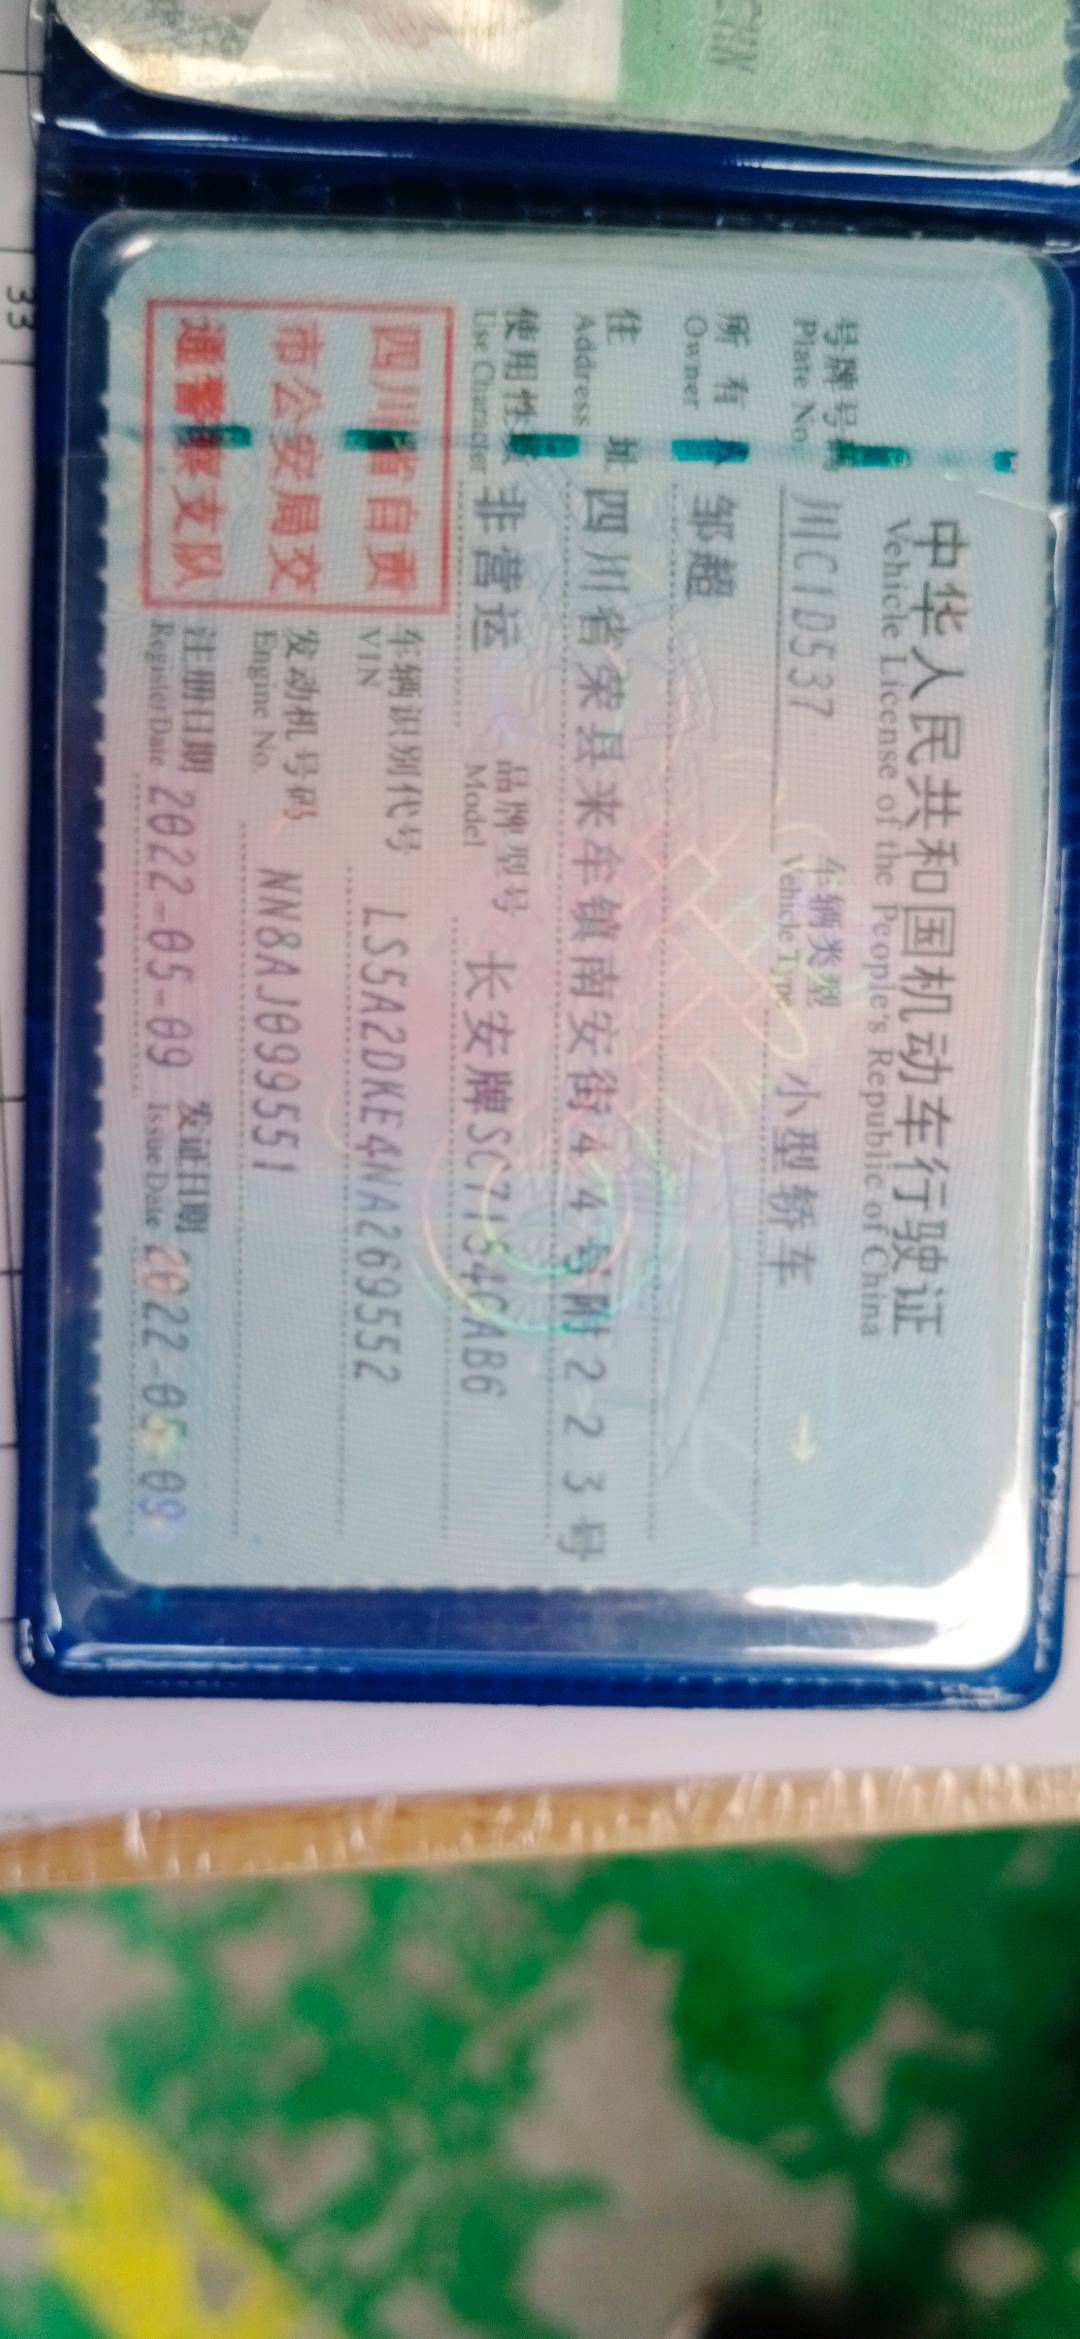 中华人民共和国机动车行驶证
Vehicle License of the People's Republic of China
号牌号码 川C1D537 车辆类型 小型轿车
Plate No. Vehicle Type
所有人 邹超
Owner
住址 四川省荣县来牟镇南安街44号附223号
Address
使用性质 非营运 品牌型号 长安牌SC7154GAB6
Use Character Model
四川省自贡
市公安局交
通警察支队
车辆识别代号 LS5A2DKE4NA269552
VIN
发动机号码 NN8AJ099551
Engine No.
注册日期 2022-05-09 发证日期 2022-05-09
Register Date Issue Date
33